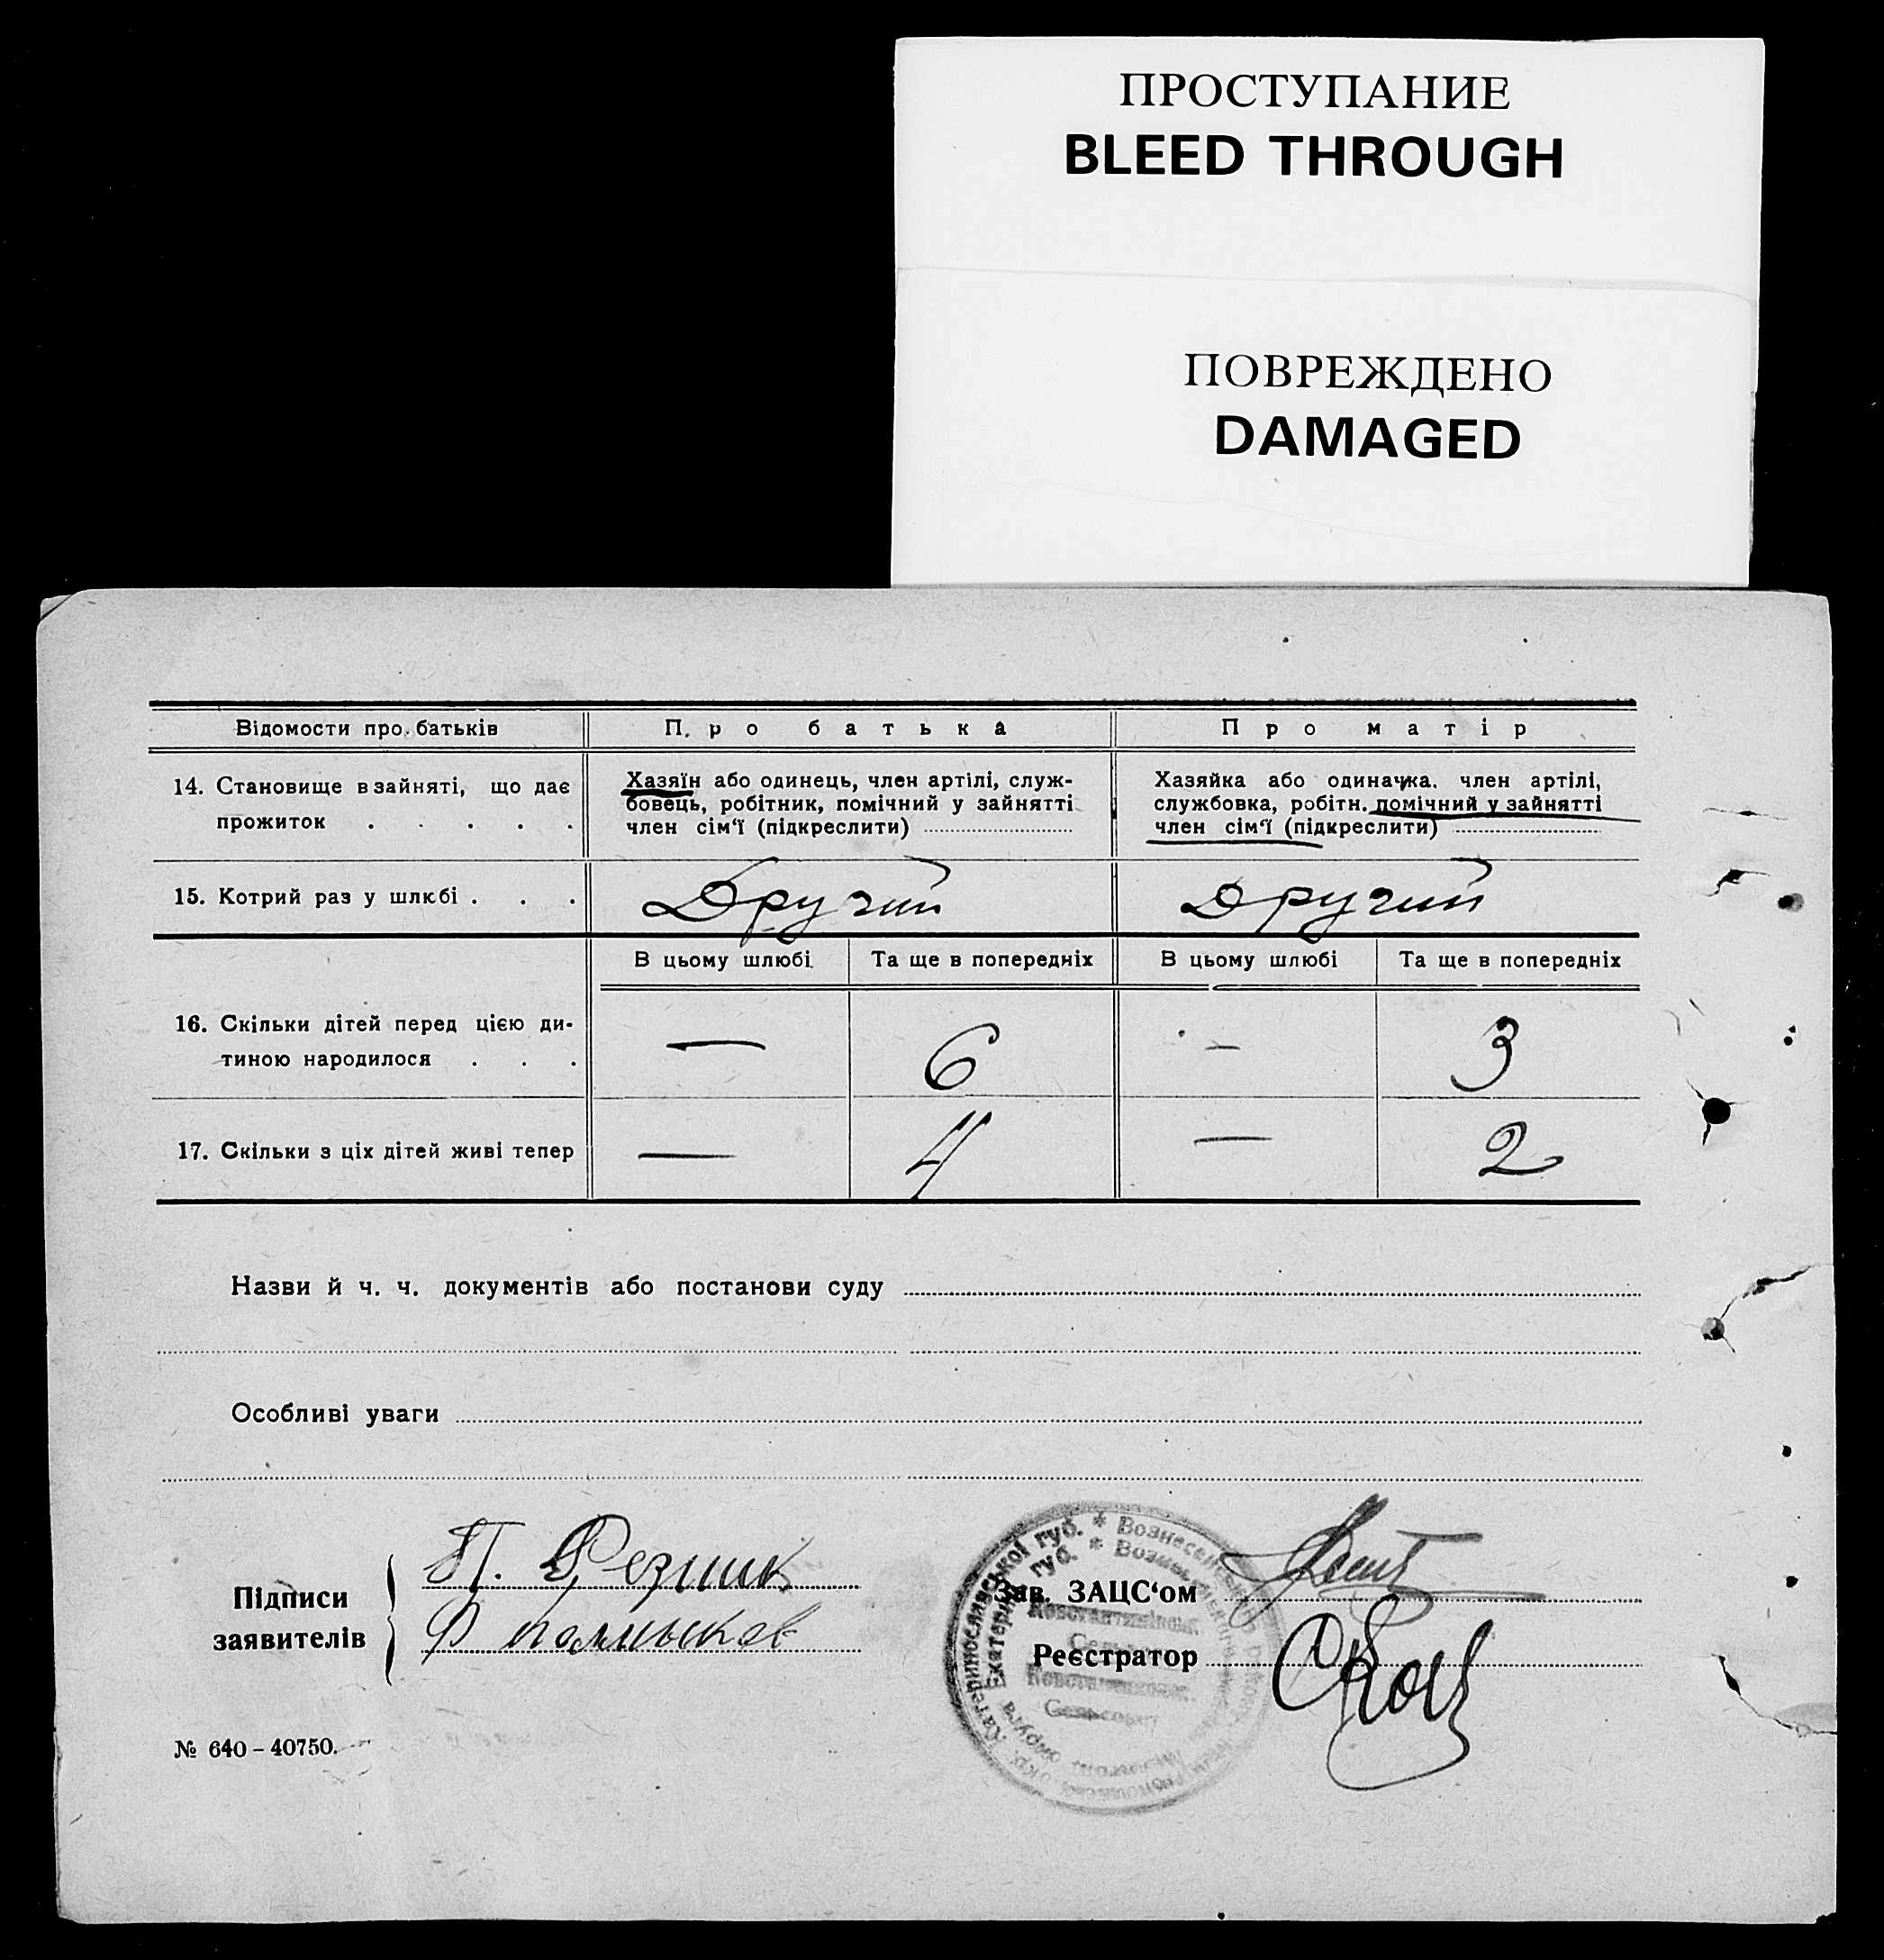 ПРОСТУПАНИЕ
BLEED THROUGH
ПОВРЕЖДЕНО
DAMAGED
Відомости про батьків
Про батька
Про матір
14. Становище в зайняті, що дає
прожиток . . . . .
Хазяїн або одинець, член артілі, служ-
бовець, робітник, помічний у зайнятті
член сім‘ї (підкреслити)
Хазяйка або одиначка, член артілі,
службовка, робітн. помічний у зайнятті
член сім‘ї (підкреслити)
15. Котрий раз у шлюбі . . .
Другий
Другий
В цьому шлюбі
Та ще в попередніх
В цьому шлюбі
Та ще в попередніх
16. Скільки дітей перед цією ди-
тиною народилося . . .
— 6 — 3
17. Скільки з ціх дітей живі тепер
— 4 — 2
Назви й ч. ч. документів або постанови суду
Особливі уваги
Підписи
заявителів
П. Резник
Зав. ЗАЦС‘ом
Реєстратор
Катеринославської губ. * Вознесен
№ 640 – 40750.